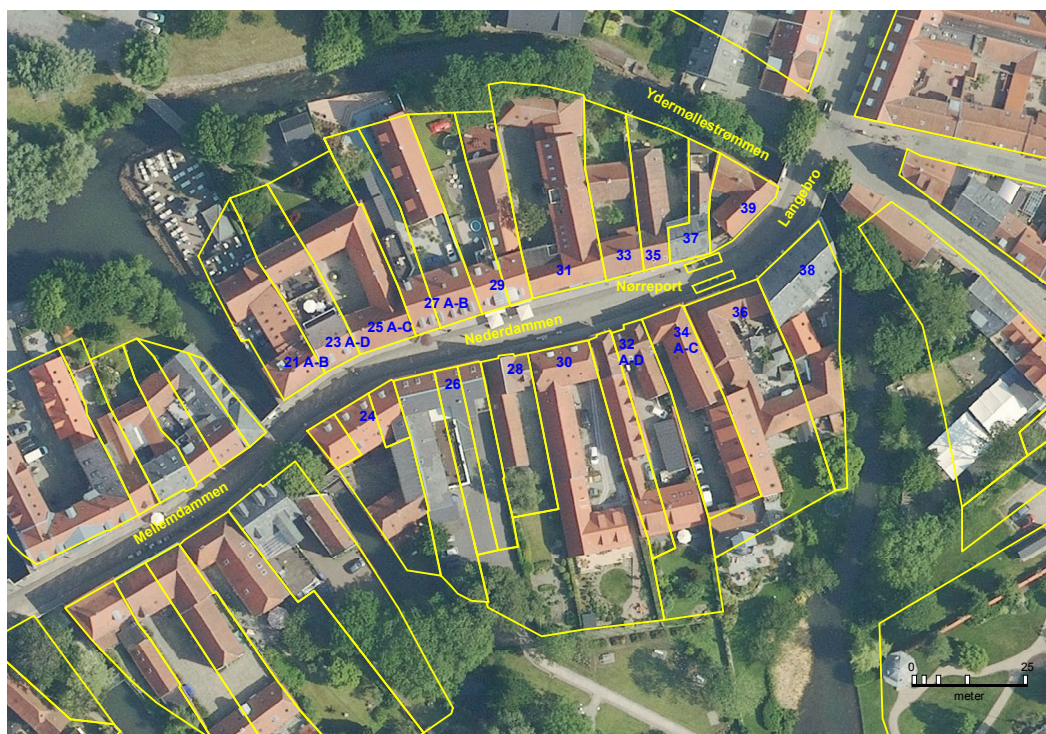 Ydermøllestrømmen
Langebro
39
37
35
33
31
29
27 A-B
25 A-C
23 A-D
21 A-B
Nørreport
Nederdammen
38
36
34
A-C
32
A-D
30
28
26
24
Mellemdammen
0 25
meter